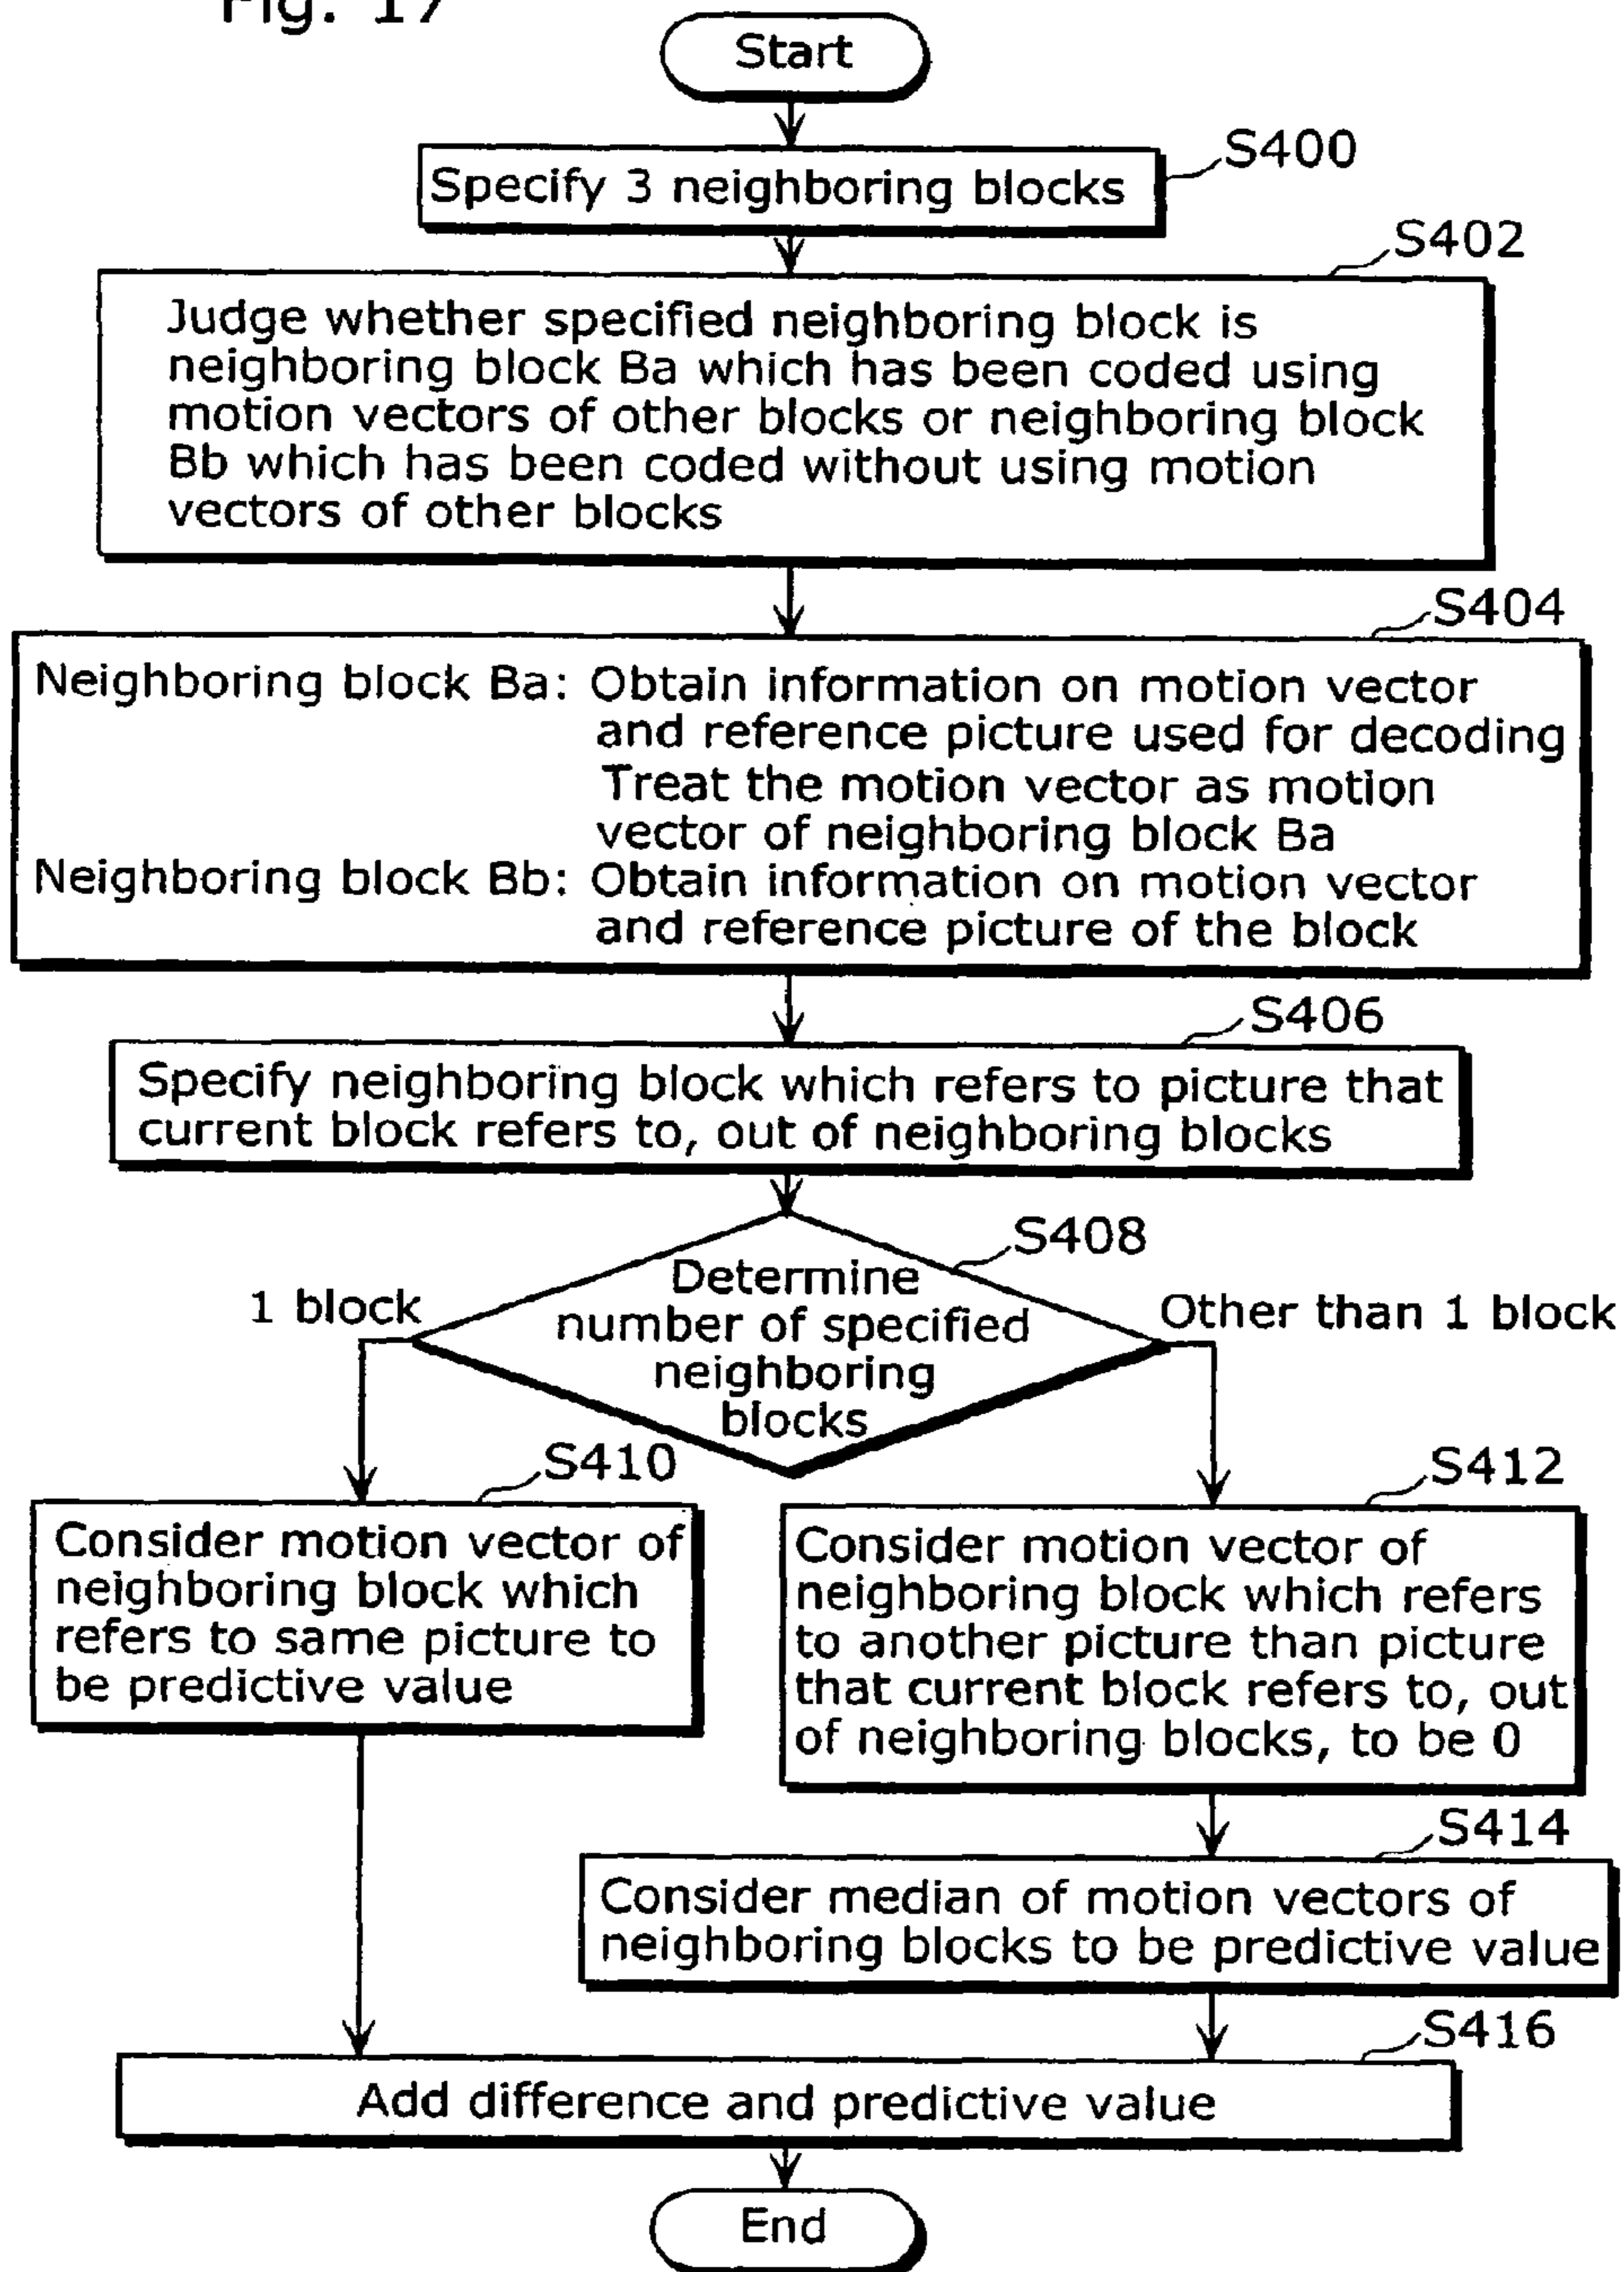 Fig. 17
Start
S400
Specify 3 neighboring blocks
S402
Judge whether specified neighboring block is
neighboring block Ba which has been coded using
motion vectors of other blocks or neighboring block
Bb which has been coded without using motion
vectors of other blocks
S404
Neighboring block Ba: Obtain information on motion vector
and reference picture used for decoding
Treat the motion vector as motion
vector of neighboring block Ba
Neighboring block Bb: Obtain information on motion vector
and reference picture of the block
S406
Specify neighboring block which refers to picture that
current block refers to, out of neighboring blocks
S408
Determine
number of specified
neighboring
blocks
1 block
Other than 1 block
S410
Consider motion vector of
neighboring block which
refers to same picture to
be predictive value
S412
Consider motion vector of
neighboring block which refers
to another picture than picture
that current block refers to, out
of neighboring blocks, to be 0
S414
Consider median of motion vectors of
neighboring blocks to be predictive value
S416
Add difference and predictive value
End